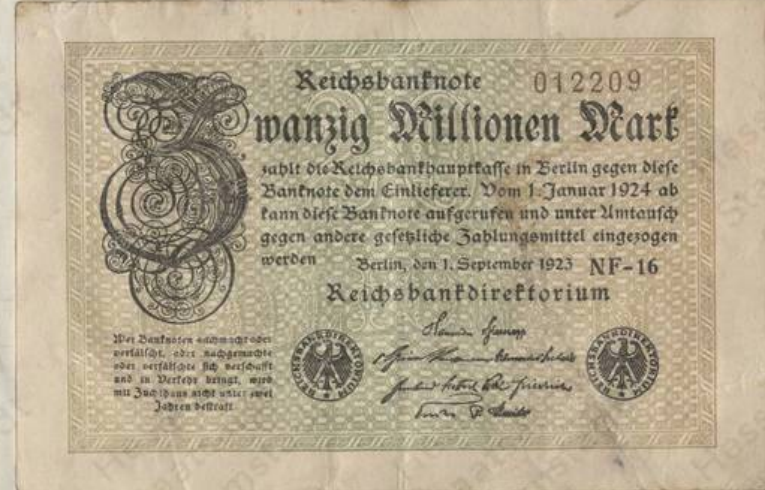 Reichsbanknote 012209
Zwanzig Millionen Mark
zahlt die Reichsbankhauptkasse in Berlin gegen diese
Banknote dem Einlieferer. Vom 1. Januar 1924 ab
kann diese Banknote aufgerufen und unter Umtausch
gegen andere gesetzliche Zahlungsmittel eingezogen
werden Berlin, den 1. September 1923 NF-16
Reichsbankdirektorium
Wer Banknoten nachmacht oder
verfälscht, oder nachgemachte
oder verfälschte sich verschafft
und in Verkehr bringt, wird
mit Zuchthaus nicht unter zwei
Jahren bestraft
REICHSBANKDIREKTORIUM
REICHSBANKDIREKTORIUM